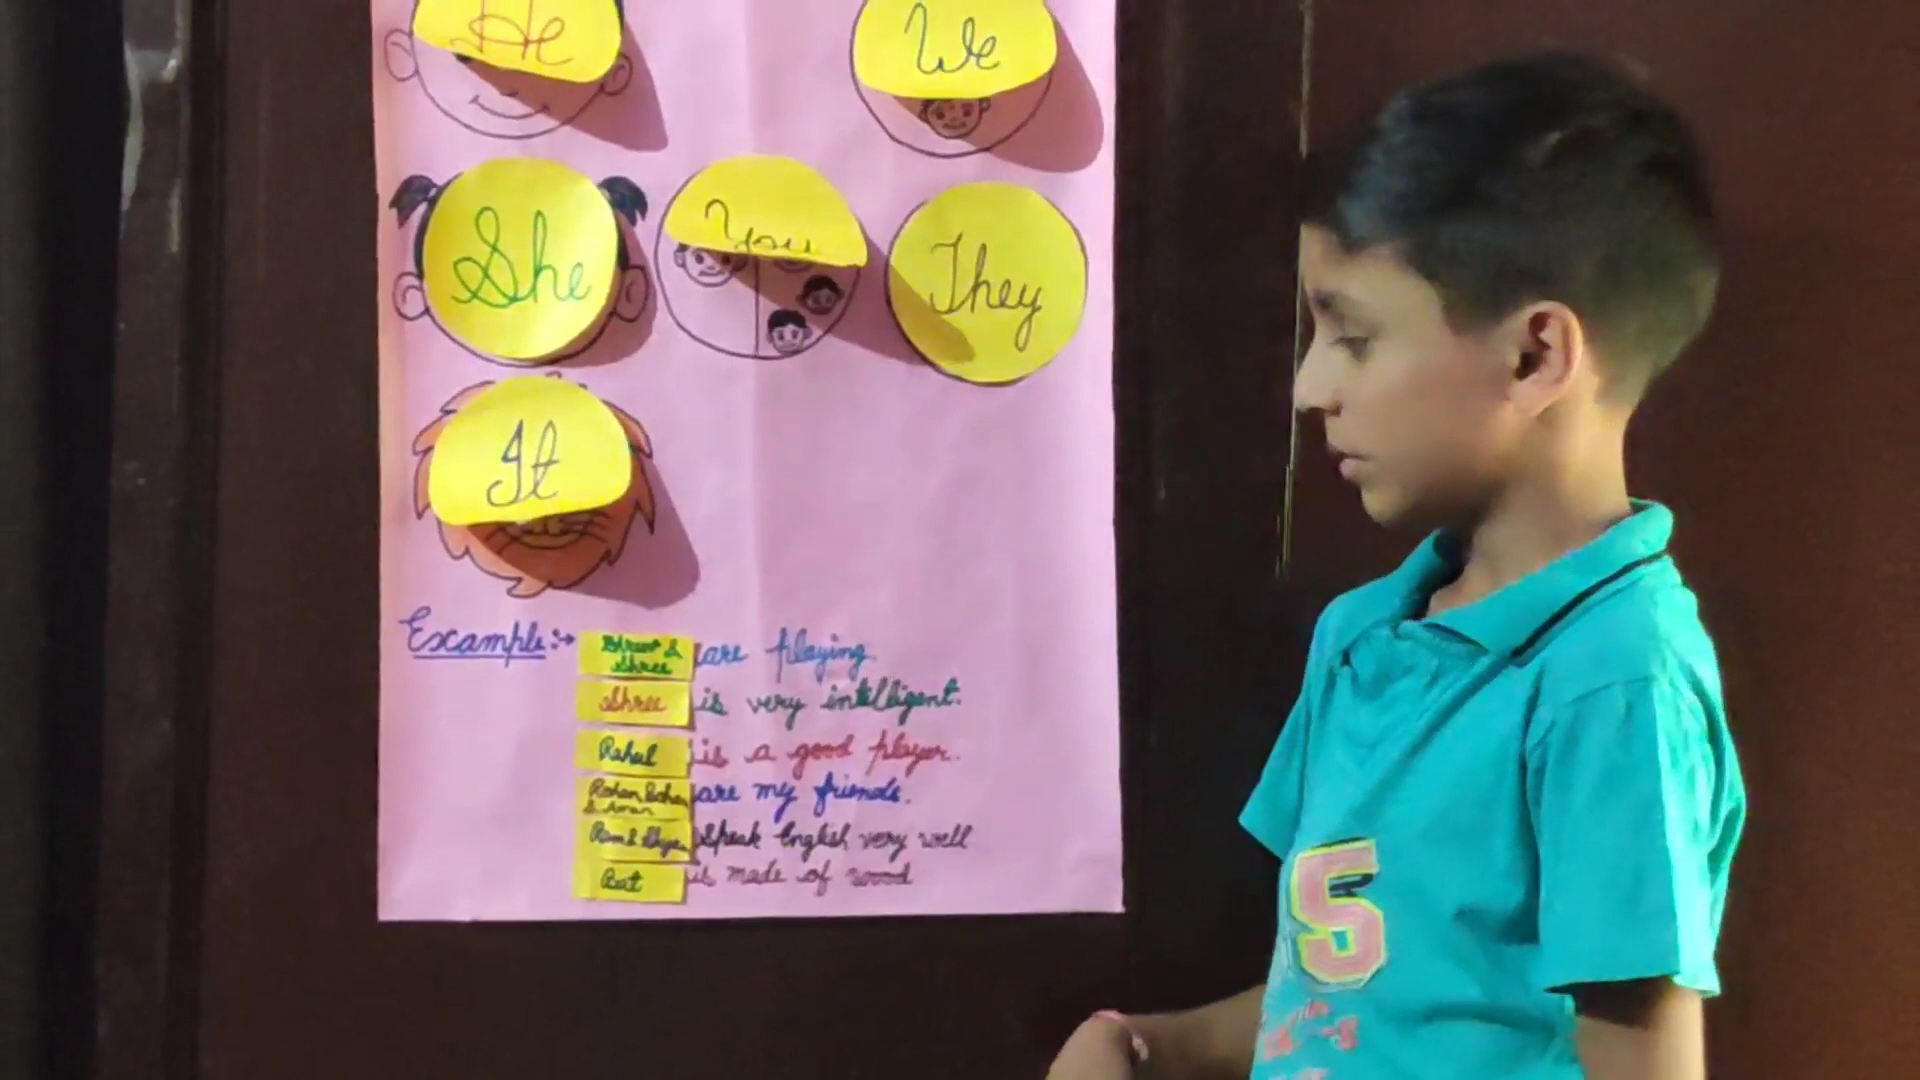 He We
She You They
It
Example:→
Shree are playing.
Shree is very intelligent.
Rahul is a good player.
are my friends.
Speak English very well
Bat is made of wood
5